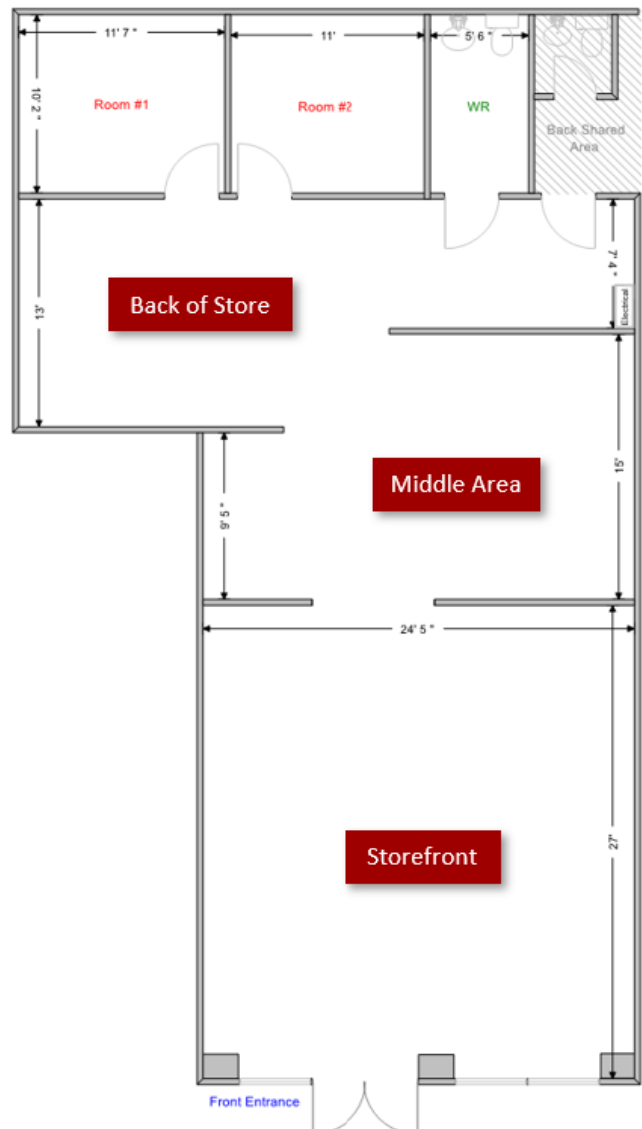 11' 7 "
11'
5' 6 "
10' 2 "
Room #1
Room #2
WR
Back Shared
Area
7' 4 "
Electrical
Back of Store
13'
Middle Area
15'
9' 5 "
24' 5 "
Storefront
27'
Front Entrance